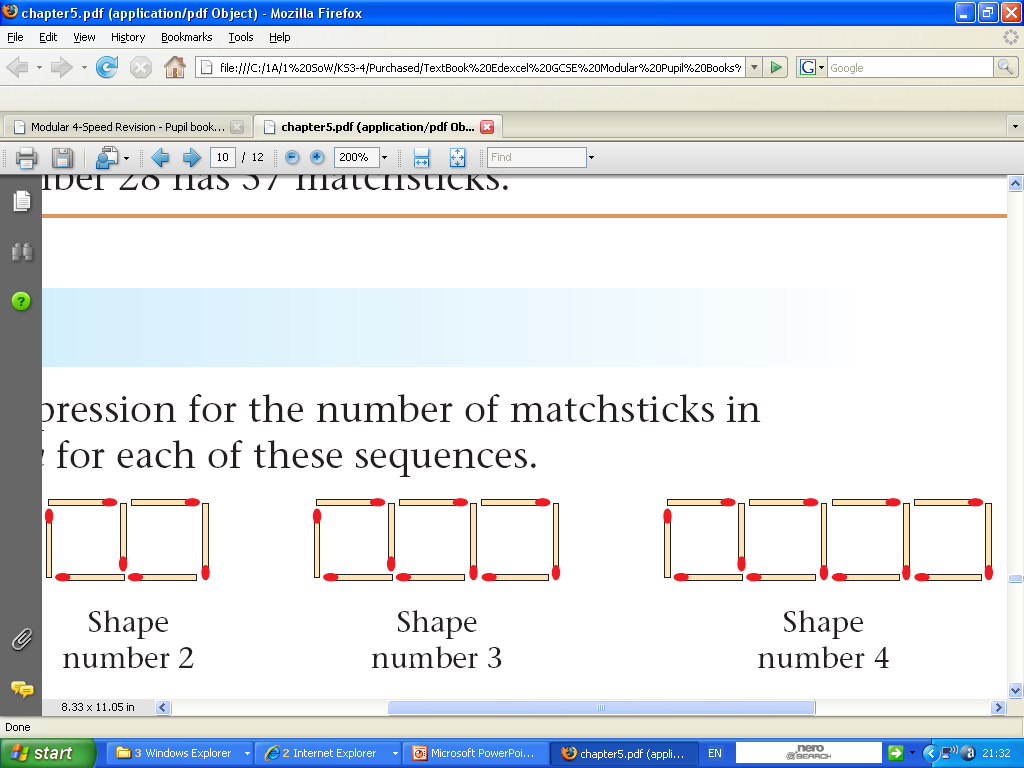 chapter5.pdf (application/pdf Object) - Mozilla Firefox
File Edit View History Bookmarks Tools Help
file:///C:/1A/1%20SoW/KS3-4/Purchased/TextBook%20Edexcel%20GCSE%20Modular%20Pupil%20Books% Google
Modular 4-Speed Revision - Pupil book... chapter5.pdf (application/pdf Ob...
10 / 12 200% Find
mber 28 has 57 matchsticks.
pression for the number of matchsticks in
n for each of these sequences.
Shape Shape Shape
number 2 number 3 number 4
8.33 x 11.05 in
Done
start 3 Windows Explorer 2 Internet Explorer Microsoft PowerPoi... chapter5.pdf (appli... EN nero SEARCH 21:32